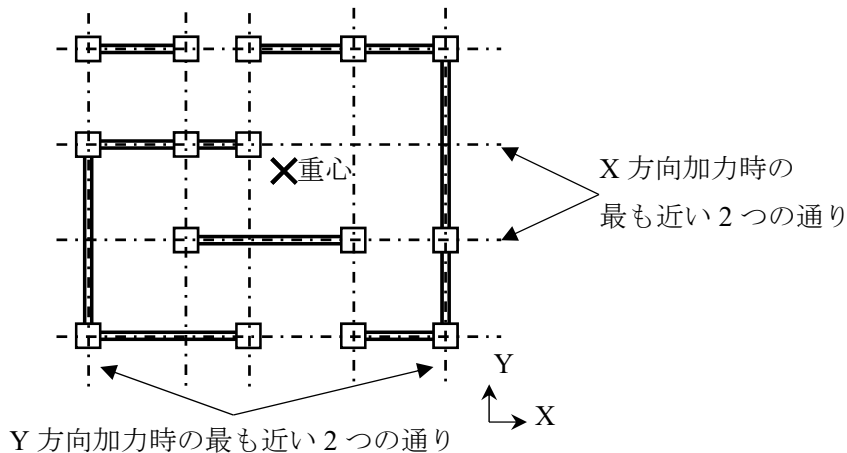 重心
X 方向加力時の
最も近い 2 つの通り
Y
X
Y 方向加力時の最も近い 2 つの通り